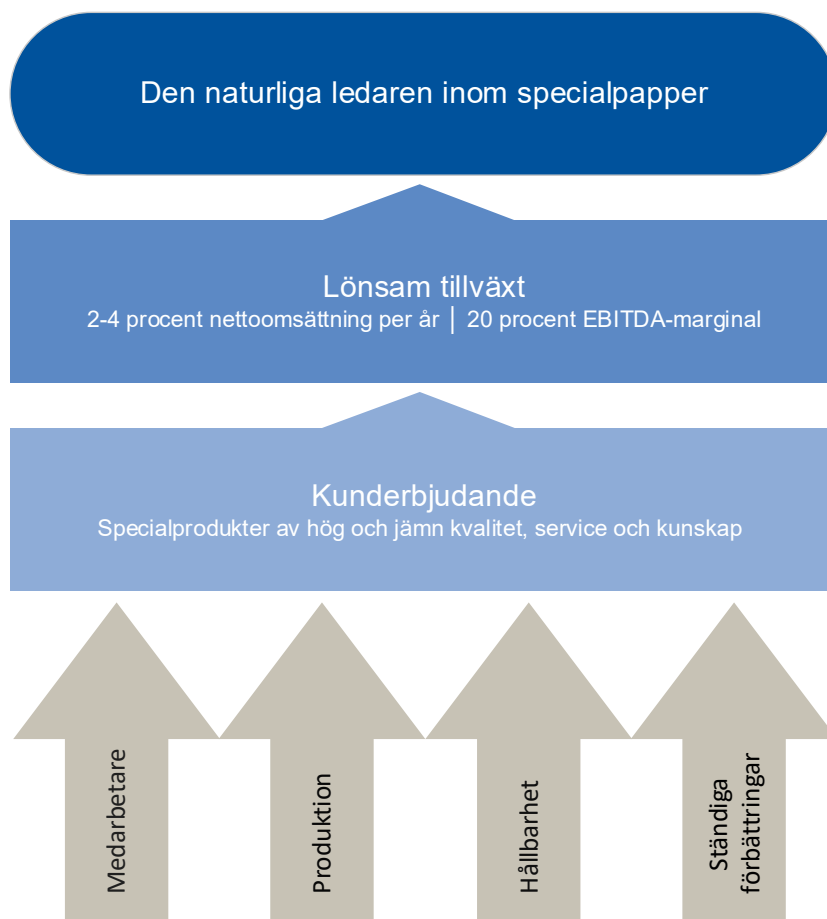 Den naturliga ledaren inom specialpapper
Lönsam tillväxt
2-4 procent nettoomsättning per år | 20 procent EBITDA-marginal
Kunderbjudande
Specialprodukter av hög och jämn kvalitet, service och kunskap
Medarbetare
Produktion
Hållbarhet
Ständiga
förbättringar